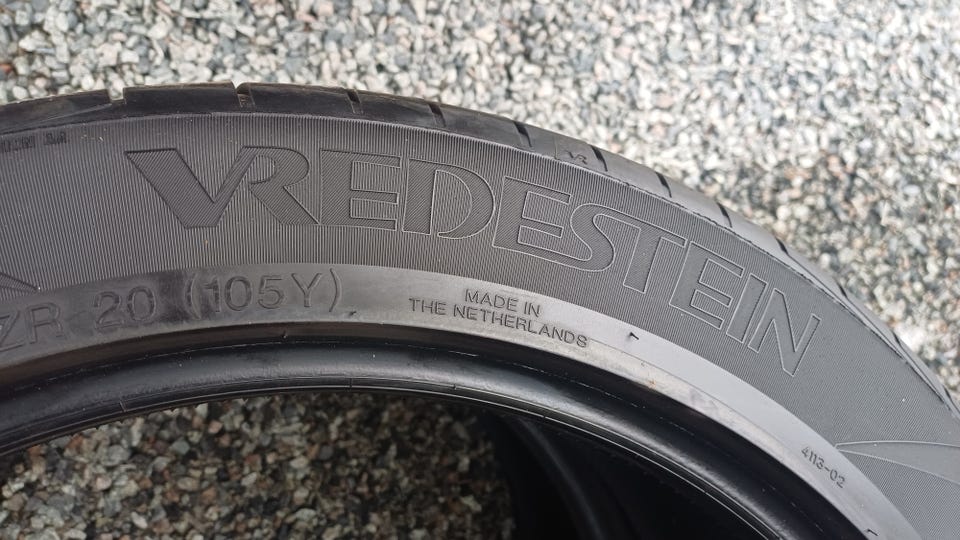 VREDESTEIN
ZR 20 (105Y)
MADE IN
THE NETHERLANDS
4113-02